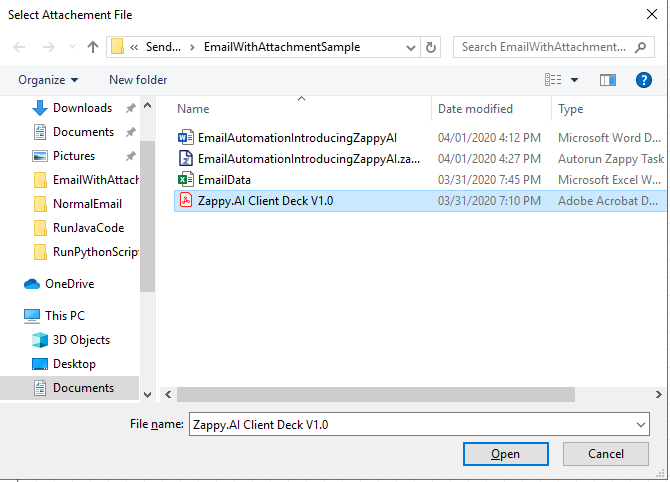 Select Attachement File
« Send... > EmailWithAttachmentSample
Search EmailWithAttachment...
Organize
New folder
?
Name Date modified Type
Downloads
Documents
Pictures
EmailWithAttach
NormalEmail
RunJavaCode
RunPythonScript
OneDrive
This PC
3D Objects
Desktop
Documents
EmailAutomationIntroducingZappyAI 04/01/2020 4:12 PM Microsoft Word D...
EmailAutomationIntroducingZappyAI.za... 04/01/2020 4:27 PM Autorun Zappy Task
EmailData 03/31/2020 7:45 PM Microsoft Excel W...
Zappy.AI Client Deck V1.0 03/31/2020 7:10 PM Adobe Acrobat D...
File name: Zappy.AI Client Deck V1.0
Open Cancel